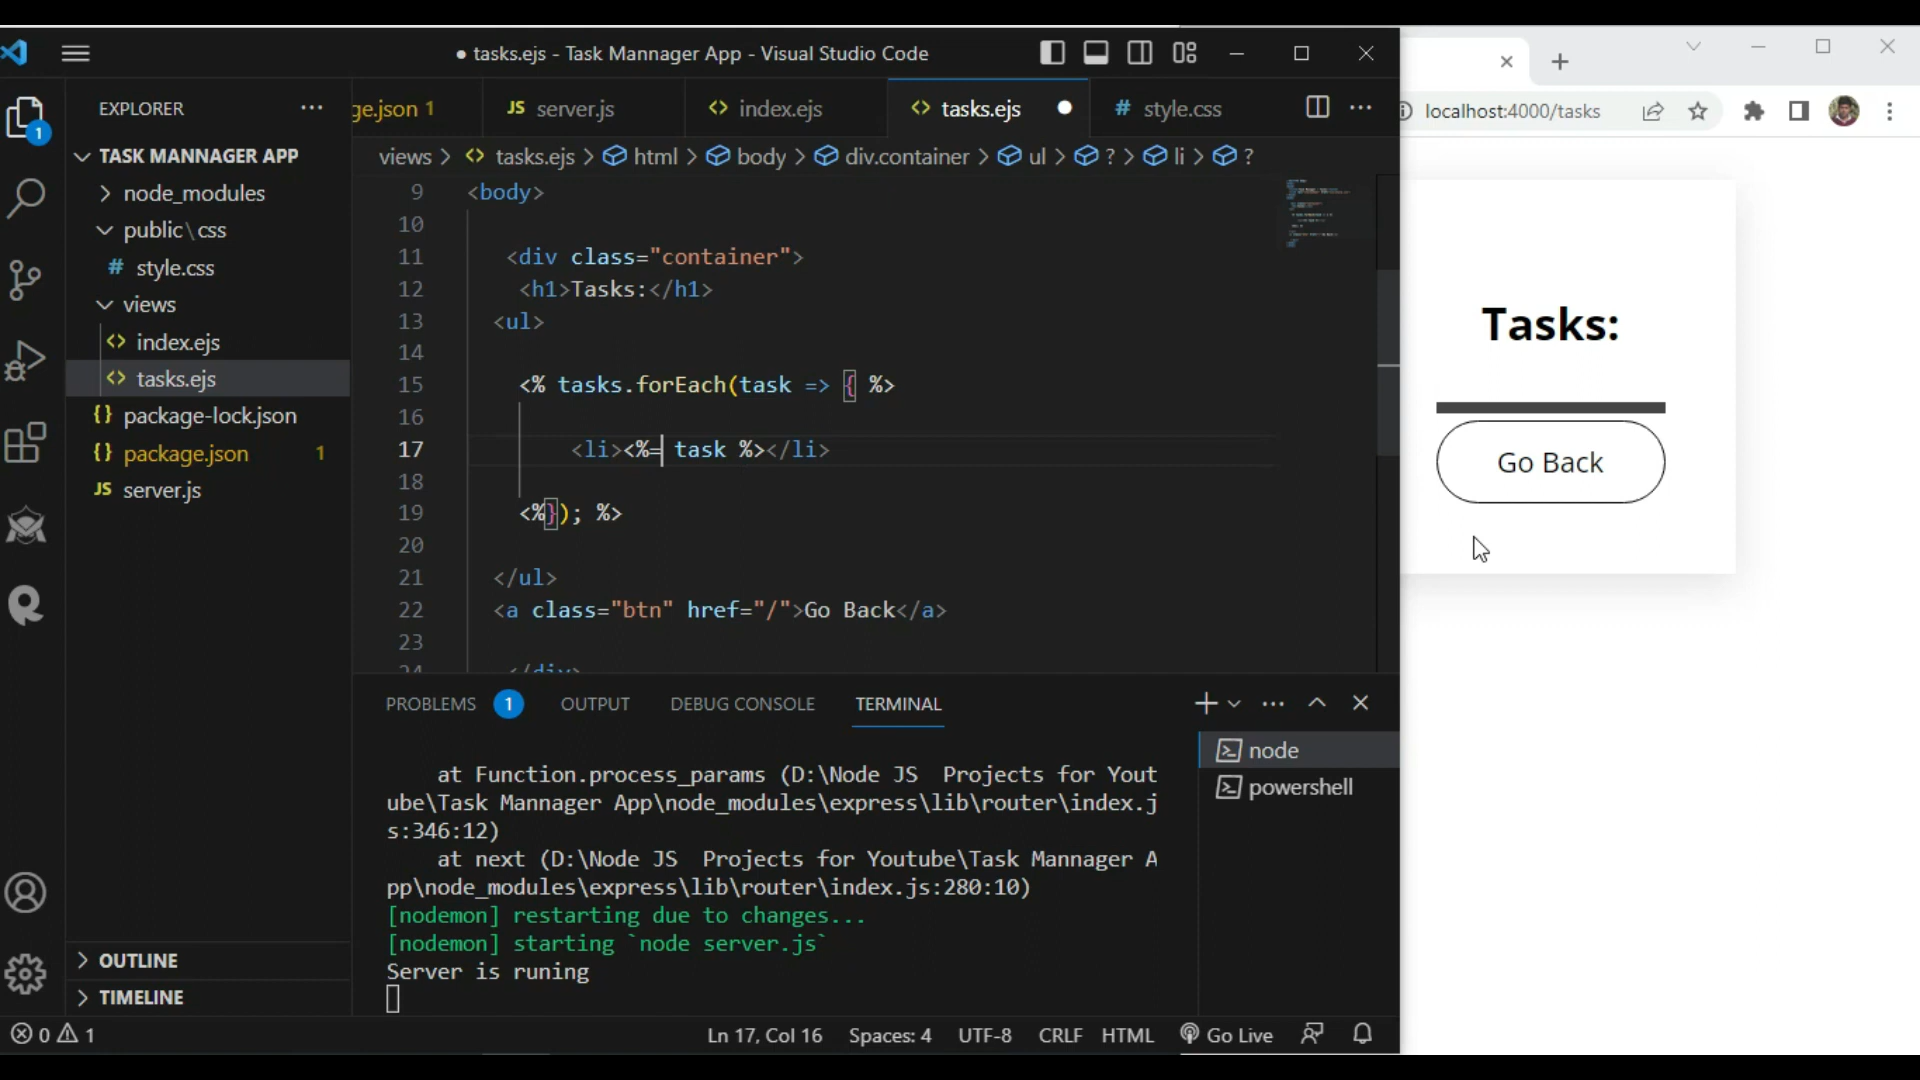 ● tasks.ejs - Task Mannager App - Visual Studio Code
EXPLORER
TASK MANNAGER APP
node_modules
public\css
# style.css
views
<> index.ejs
<> tasks.ejs
{} package-lock.json
{} package.json 1
JS server.js
OUTLINE
TIMELINE
1
ge.json 1
JS server.js
<> index.ejs
<> tasks.ejs
# style.css
views > <> tasks.ejs > html > body > div.container > ul > ? > li > ?
9 <body>
10
11 <div class="container">
12 <h1>Tasks:</h1>
13 <ul>
14
15 <% tasks.forEach(task => { %>
16
17 <li><%= task %></li>
18
19 <%}); %>
20
21 </ul>
22 <a class="btn" href="/">Go Back</a>
23
24 </div>
PROBLEMS 1 OUTPUT DEBUG CONSOLE TERMINAL
at Function.process_params (D:\Node JS  Projects for Yout
ube\Task Mannager App\node_modules\express\lib\router\index.j
s:346:12)
at next (D:\Node JS  Projects for Youtube\Task Mannager A
pp\node_modules\express\lib\router\index.js:280:10)
[nodemon] restarting due to changes...
[nodemon] starting `node server.js`
Server is runing
node
powershell
0 1
Ln 17, Col 16 Spaces: 4 UTF-8 CRLF HTML Go Live
localhost:4000/tasks
Tasks:
Go Back